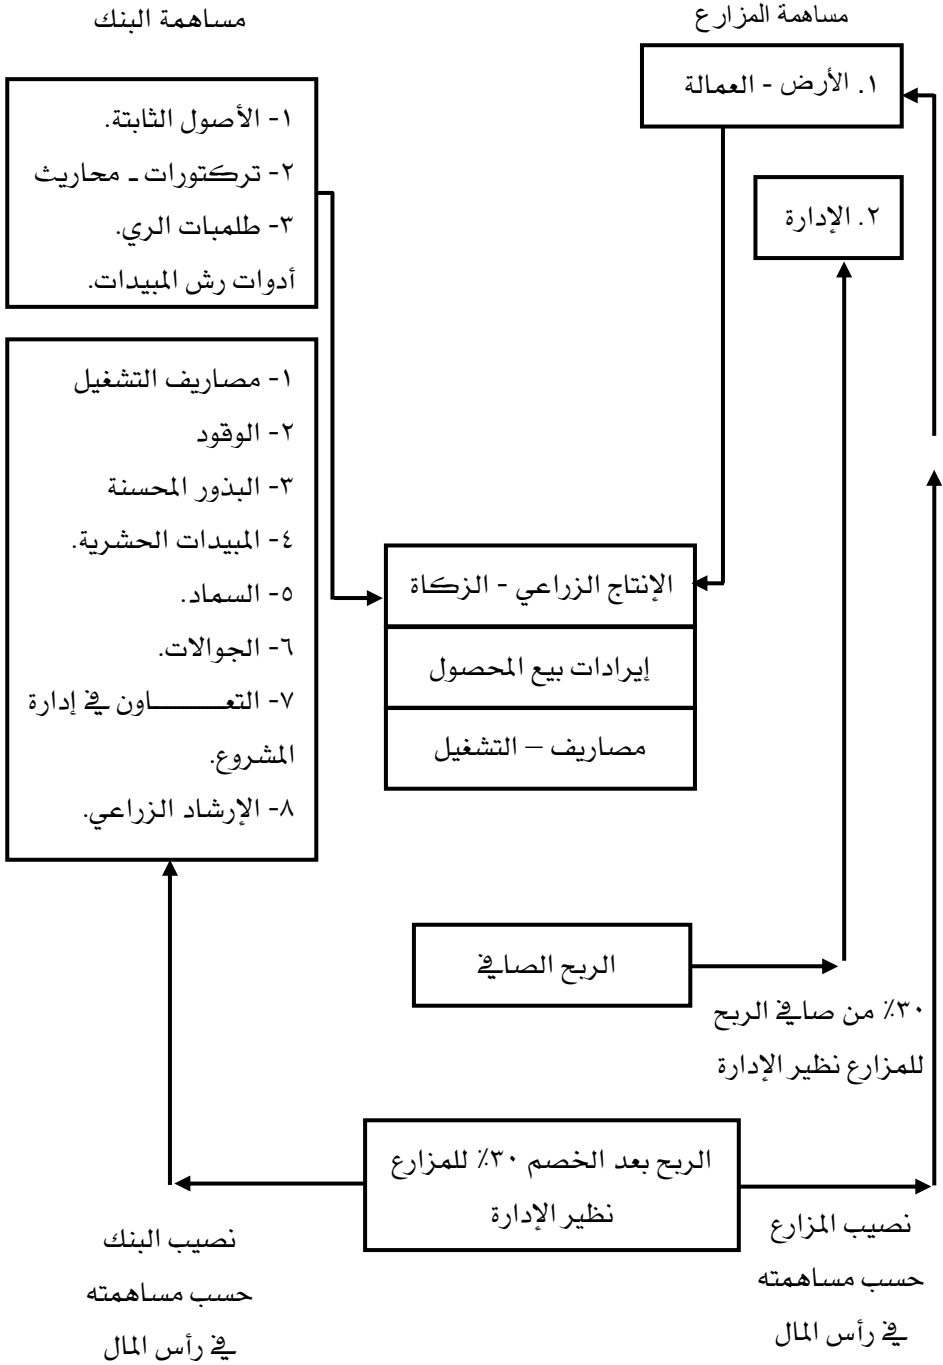 مساهمة المزارع
مساهمة البنك
١. الأرض - العمالة
٢. الإدارة
١- الأصول الثابتة.
٢- تركتورات ـ محاريث
٣- طلمبات الري.
أدوات رش المبيدات.
١- مصاريف التشغيل
٢- الوقود
٣- البذور المحسنة
٤- المبيدات الحشرية.
٥- السماد.
٦- الجوالات.
٧- التعـــــــاون في إدارة
المشروع.
٨- الإرشاد الزراعي.
الإنتاج الزراعي - الزكاة
إيرادات بيع المحصول
مصاريف – التشغيل
الربح الصافي
٣٠٪ من صافي الربح
للمزارع نظير الإدارة
الربح بعد الخصم ٣٠٪ للمزارع
نظير الإدارة
نصيب المزارع
حسب مساهمته
في رأس المال
نصيب البنك
حسب مساهمته
في رأس المال